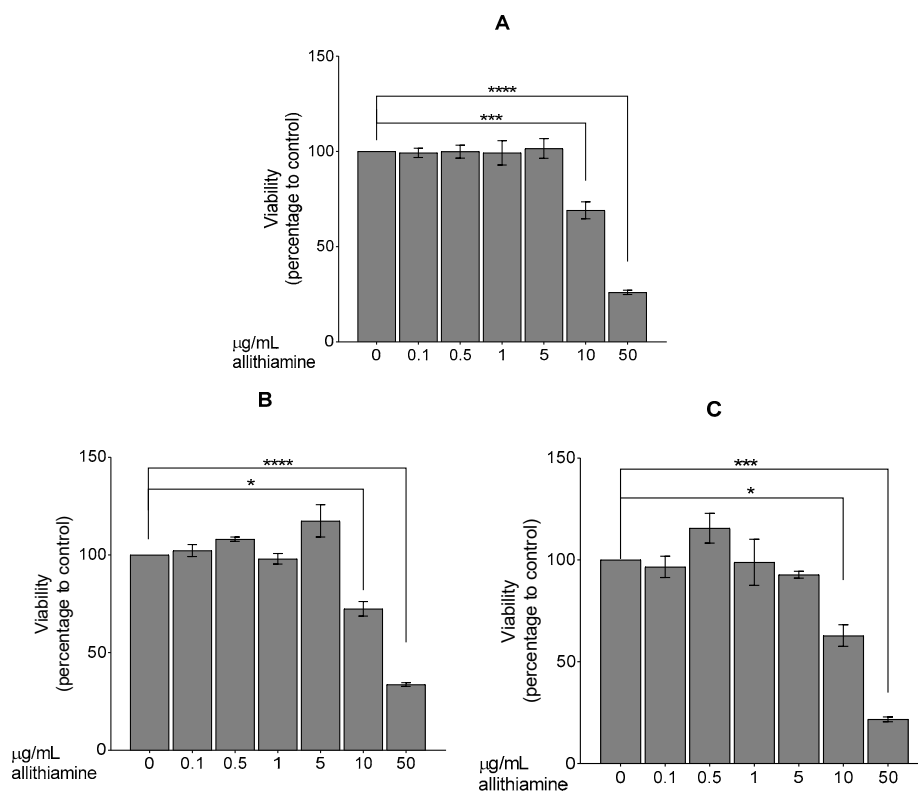 A
150
100
50
0
Viability
(percentage to control)
****
***
μg/mL
allithiamine
0 0.1 0.5 1 5 10 50
B
150
100
50
0
Viability
(percentage to control)
****
*
μg/mL
allithiamine
0 0.1 0.5 1 5 10 50
C
150
100
50
0
Viability
(percentage to control)
***
*
μg/mL
allithiamine
0 0.1 0.5 1 5 10 50